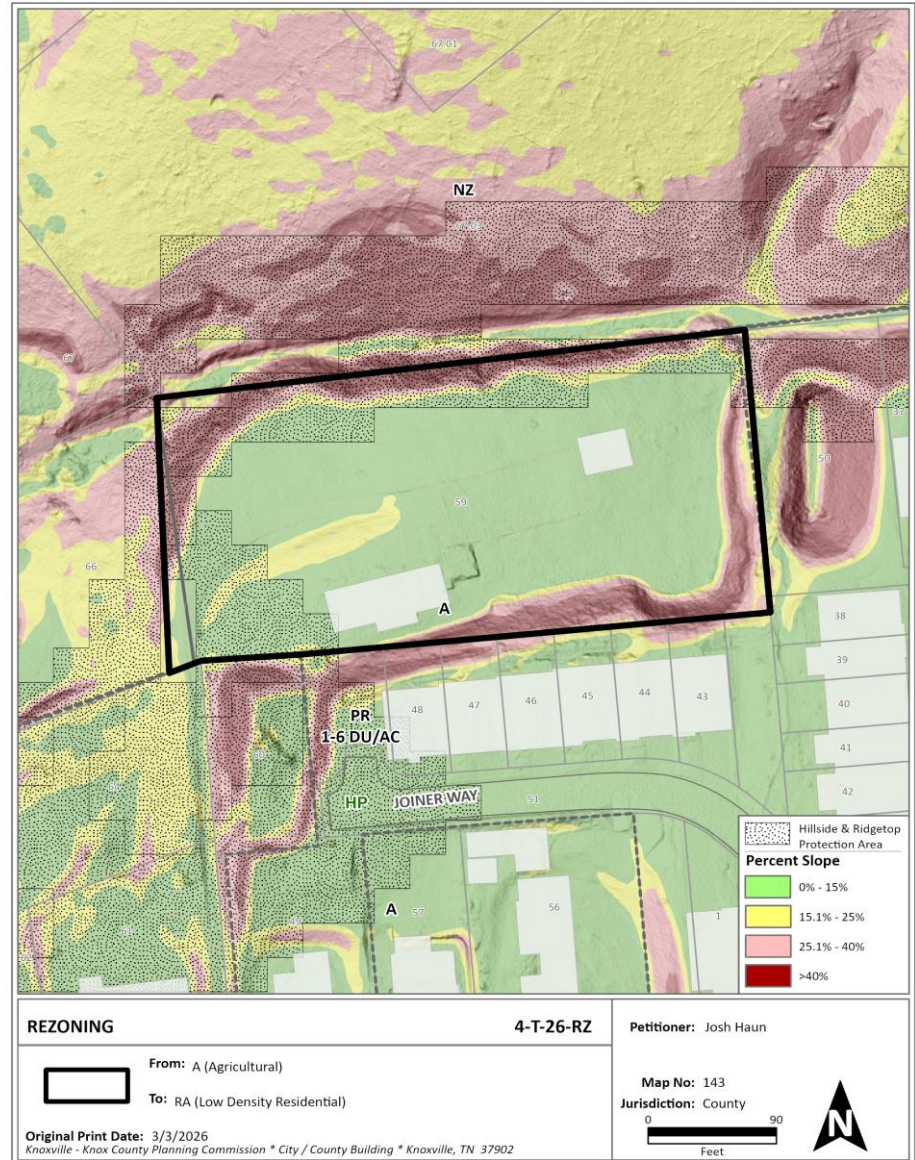 67.01
NZ
67
59
50
37
66
A
38
39
40
41
42
48
47
46
45
44
43
PR
1-6 DU/AC
HP
JOINER WAY
51
A
57
56
1
Hillside & Ridgetop
Protection Area
Percent Slope
0% - 15%
15.1% - 25%
25.1% - 40%
>40%
REZONING
4-T-26-RZ
From: A (Agricultural)
To: RA (Low Density Residential)
Original Print Date: 3/3/2026
Knoxville - Knox County Planning Commission * City / County Building * Knoxville, TN 37902
Petitioner: Josh Haun
Map No: 143
Jurisdiction: County
0 90
Feet
N